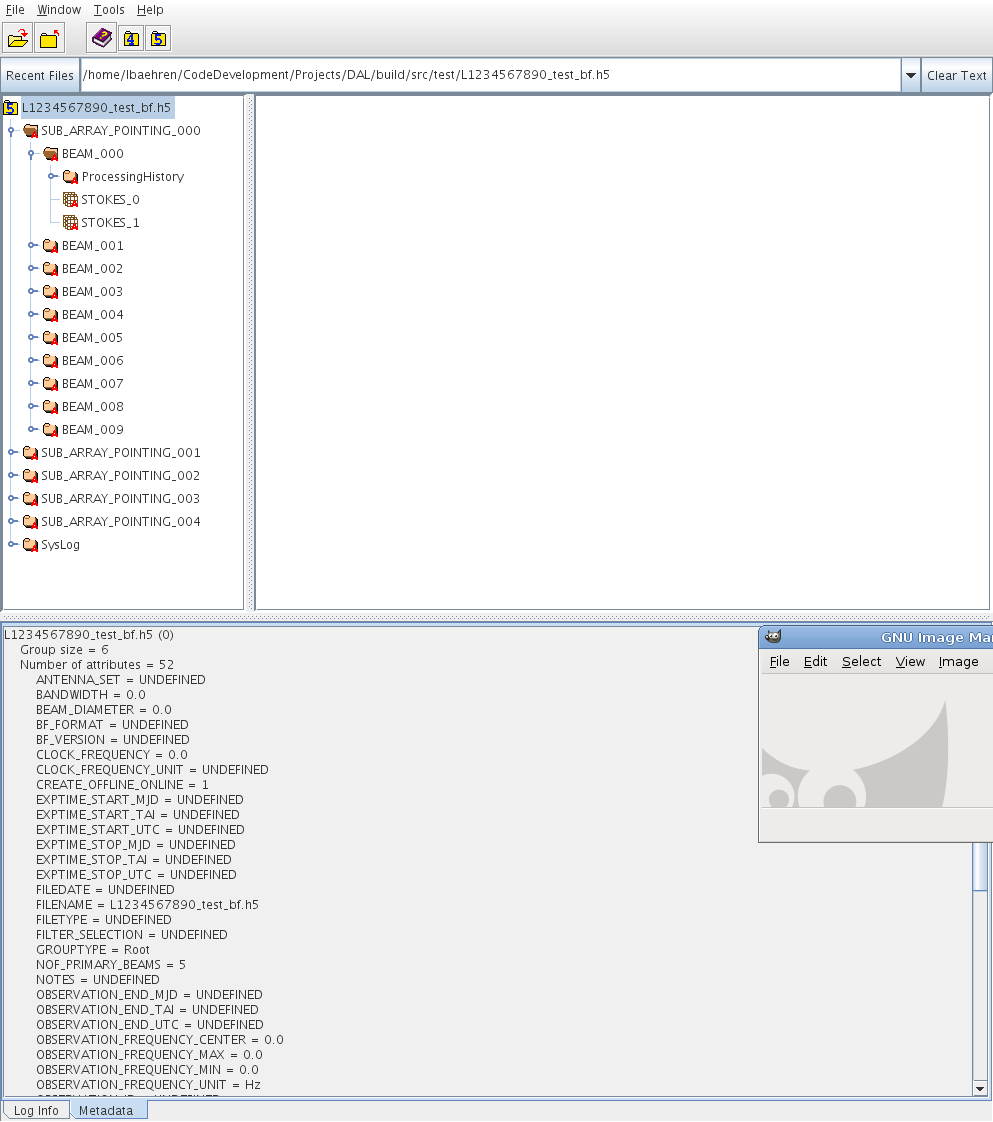 File Window Tools Help
4 5
Recent Files /home/lbaehren/CodeDevelopment/Projects/DAL/build/src/test/L1234567890_test_bf.h5 Clear Text
5 L1234567890_test_bf.h5
SUB_ARRAY_POINTING_000
BEAM_000
ProcessingHistory
STOKES_0
STOKES_1
BEAM_001
BEAM_002
BEAM_003
BEAM_004
BEAM_005
BEAM_006
BEAM_007
BEAM_008
BEAM_009
SUB_ARRAY_POINTING_001
SUB_ARRAY_POINTING_002
SUB_ARRAY_POINTING_003
SUB_ARRAY_POINTING_004
SysLog
L1234567890_test_bf.h5 (0)
Group size = 6
Number of attributes = 52
ANTENNA_SET = UNDEFINED
BANDWIDTH = 0.0
BEAM_DIAMETER = 0.0
BF_FORMAT = UNDEFINED
BF_VERSION = UNDEFINED
CLOCK_FREQUENCY = 0.0
CLOCK_FREQUENCY_UNIT = UNDEFINED
CREATE_OFFLINE_ONLINE = 1
EXPTIME_START_MJD = UNDEFINED
EXPTIME_START_TAI = UNDEFINED
EXPTIME_START_UTC = UNDEFINED
EXPTIME_STOP_MJD = UNDEFINED
EXPTIME_STOP_TAI = UNDEFINED
EXPTIME_STOP_UTC = UNDEFINED
FILEDATE = UNDEFINED
FILENAME = L1234567890_test_bf.h5
FILETYPE = UNDEFINED
FILTER_SELECTION = UNDEFINED
GROUPTYPE = Root
NOF_PRIMARY_BEAMS = 5
NOTES = UNDEFINED
OBSERVATION_END_MJD = UNDEFINED
OBSERVATION_END_TAI = UNDEFINED
OBSERVATION_END_UTC = UNDEFINED
OBSERVATION_FREQUENCY_CENTER = 0.0
OBSERVATION_FREQUENCY_MAX = 0.0
OBSERVATION_FREQUENCY_MIN = 0.0
OBSERVATION_FREQUENCY_UNIT = Hz
GNU Image Ma
File Edit Select View Image
Log Info Metadata